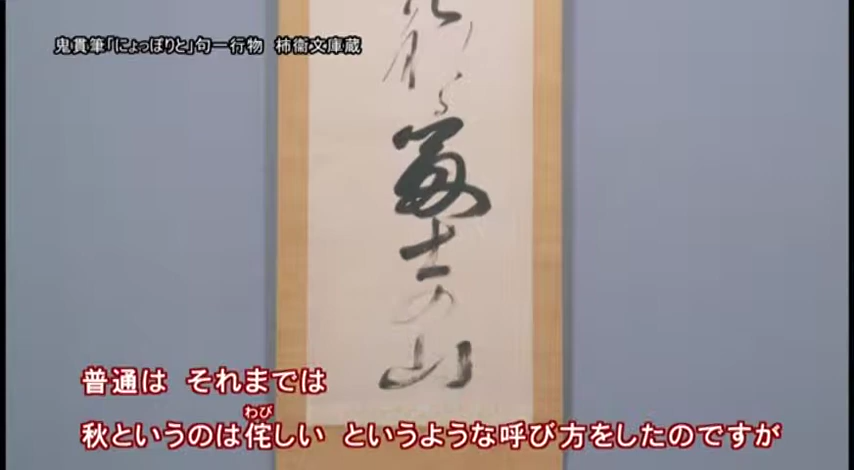 鬼貫筆「にょっぽりと」句一行物 柿衞文庫蔵
冨士の山
普通は それまでは
わび
秋というのは侘しい というような呼び方をしたのですが